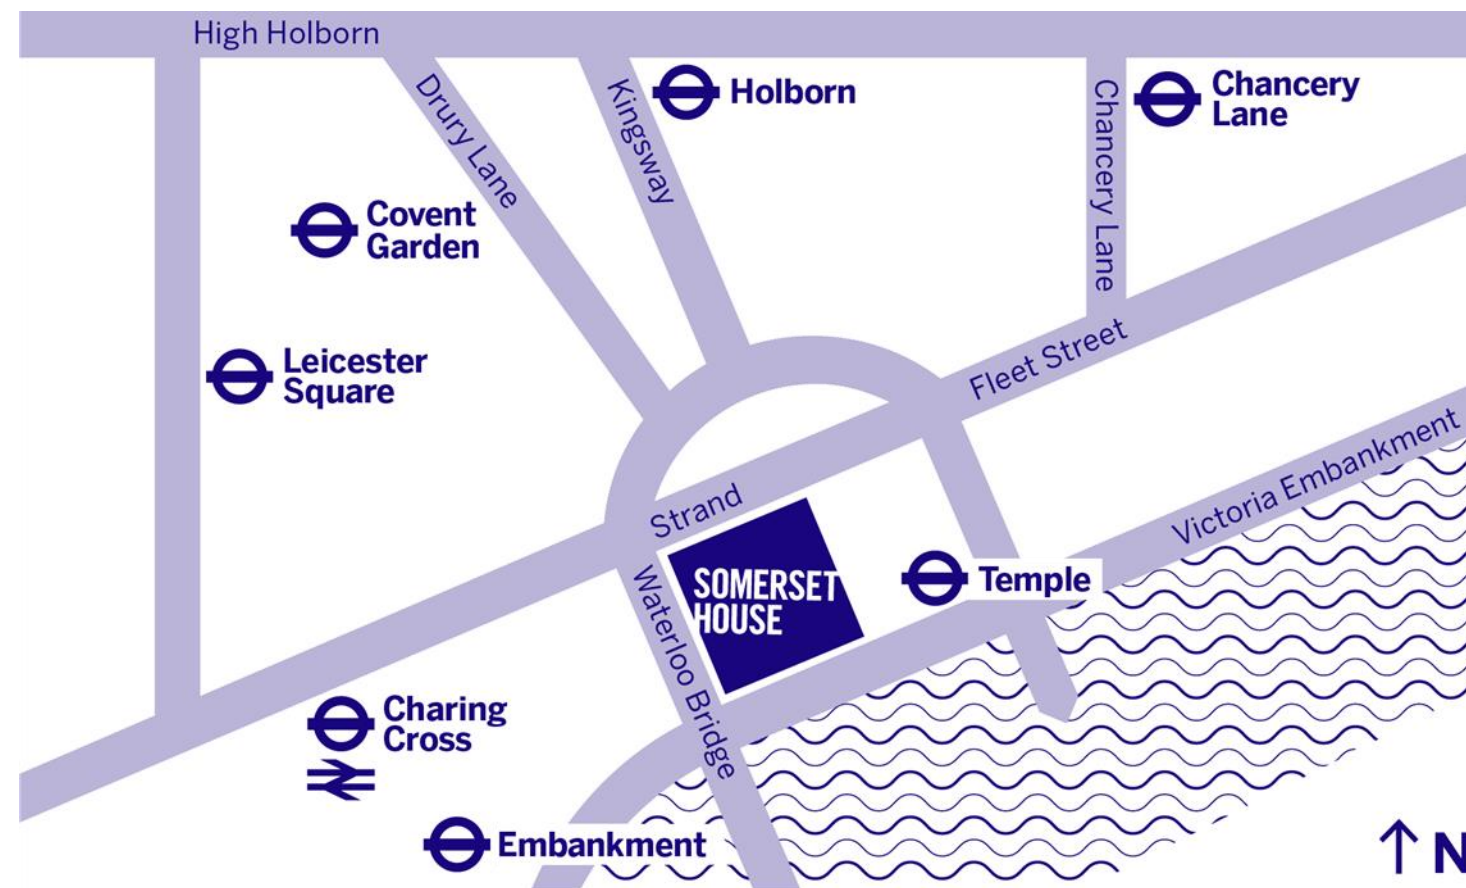 High Holborn
Drury Lane
Kingsway
Holborn
Chancery Lane
Chancery
Lane
Covent
Garden
Leicester
Square
Fleet Street
Strand
Victoria Embankment
SOMERSET
HOUSE
Temple
Waterloo Bridge
Charing
Cross
Embankment
N